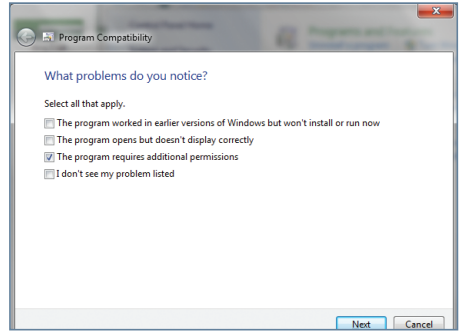 Program Compatibility
What problems do you notice?
Select all that apply.
The program worked in earlier versions of Windows but won't install or run now
The program opens but doesn't display correctly
The program requires additional permissions
I don't see my problem listed
Next
Cancel